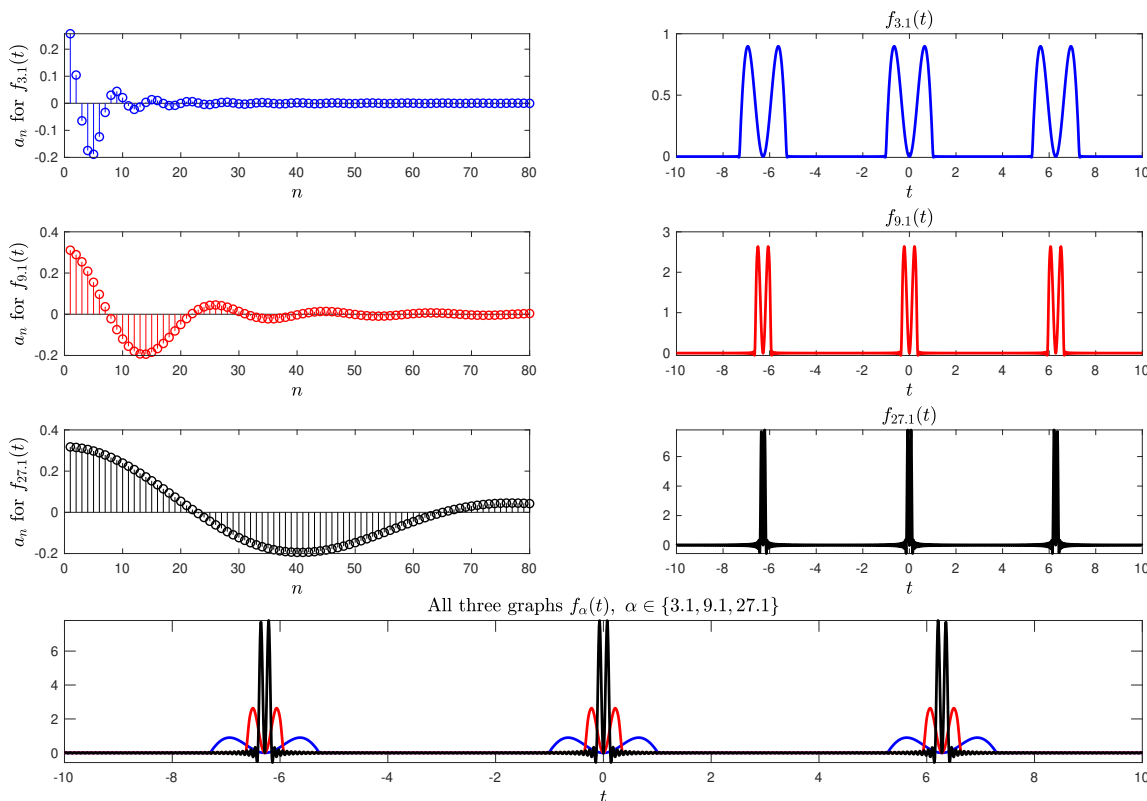 f_{3.1}(t)
a_n for f_{3.1}(t)
0.2
0.1
0
-0.1
-0.2
0 10 20 30 40 50 60 70 80
n
1
0.5
0
-10 -8 -6 -4 -2 0 2 4 6 8 10
t
f_{9.1}(t)
a_n for f_{9.1}(t)
0.4
0.2
0
-0.2
0 10 20 30 40 50 60 70 80
n
3
2
1
0
-10 -8 -6 -4 -2 0 2 4 6 8 10
t
f_{27.1}(t)
a_n for f_{27.1}(t)
0.4
0.2
0
-0.2
0 10 20 30 40 50 60 70 80
n
6
4
2
0
-10 -8 -6 -4 -2 0 2 4 6 8 10
t
All three graphs f_α(t), α ∈ {3.1, 9.1, 27.1}
6
4
2
0
-10 -8 -6 -4 -2 0 2 4 6 8 10
t